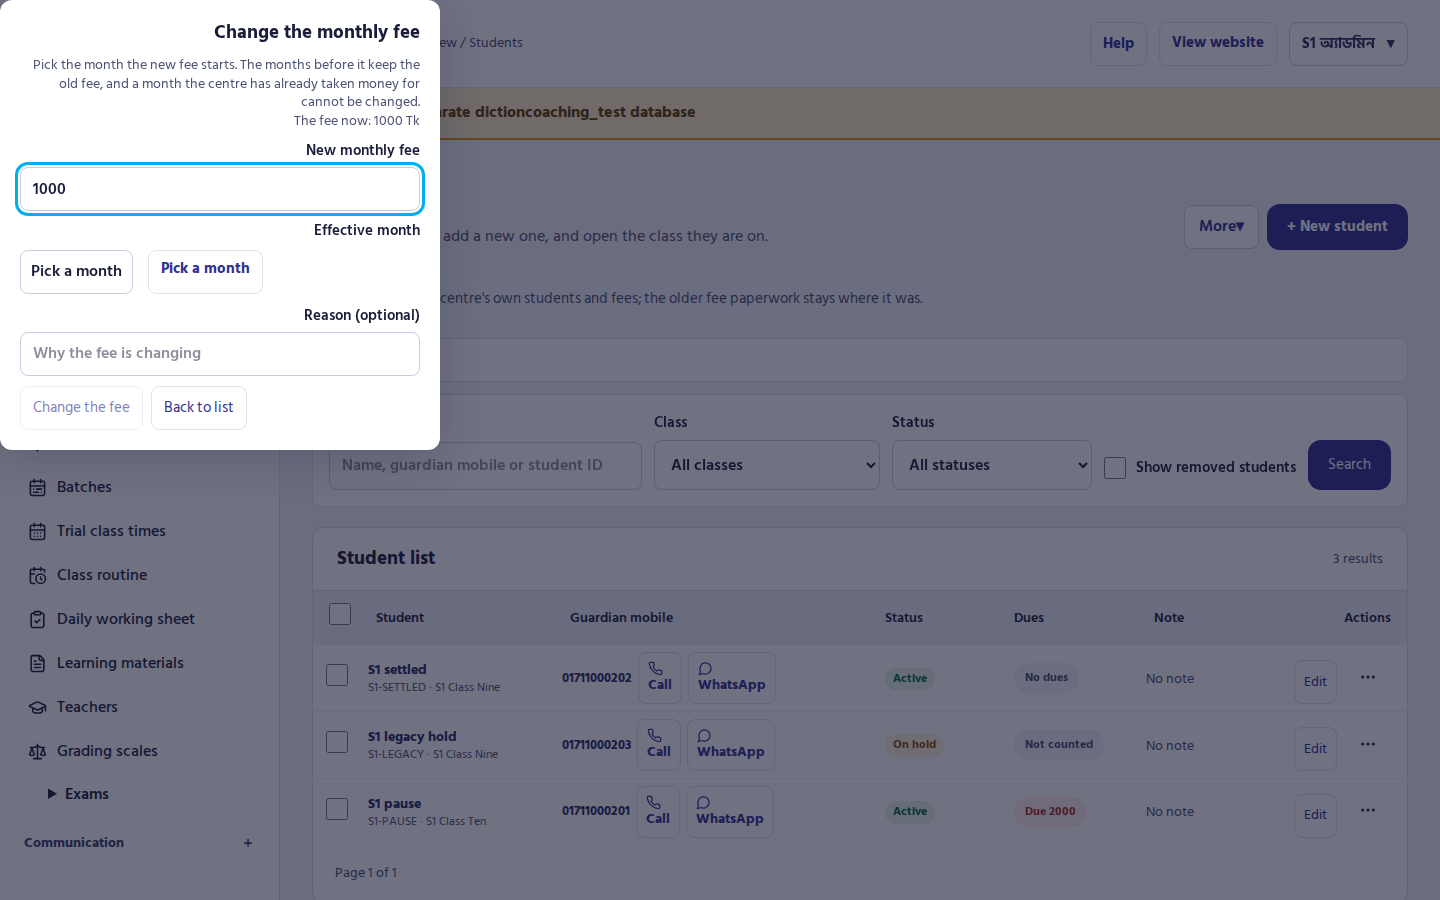 Change the monthly fee
Pick the month the new fee starts. The months before it keep the
old fee, and a month the centre has already taken money for
cannot be changed.
The fee now: 1000 Tk
New monthly fee
1000
Effective month
Pick a month
Pick a month
Reason (optional)
Why the fee is changing
Change the fee
Back to list
/ Students
Help
View website
S1 অ্যাডমিন ▾
dictioncoaching_test database
add a new one, and open the class they are on.
More▾
+ New student
centre's own students and fees; the older fee paperwork stays where it was.
Class
Status
Name, guardian mobile or student ID
All classes
All statuses
Show removed students
Search
Batches
Trial class times
Class routine
Daily working sheet
Learning materials
Teachers
Grading scales
▶ Exams
Communication +
Student list
3 results
Student
Guardian mobile
Status
Dues
Note
Actions
S1 settled
S1-SETTLED · S1 Class Nine
01711000202
Call
WhatsApp
Active
No dues
No note
Edit
...
S1 legacy hold
S1-LEGACY · S1 Class Nine
01711000203
Call
WhatsApp
On hold
Not counted
No note
Edit
...
S1 pause
S1-PAUSE · S1 Class Ten
01711000201
Call
WhatsApp
Active
Due 2000
No note
Edit
...
Page 1 of 1